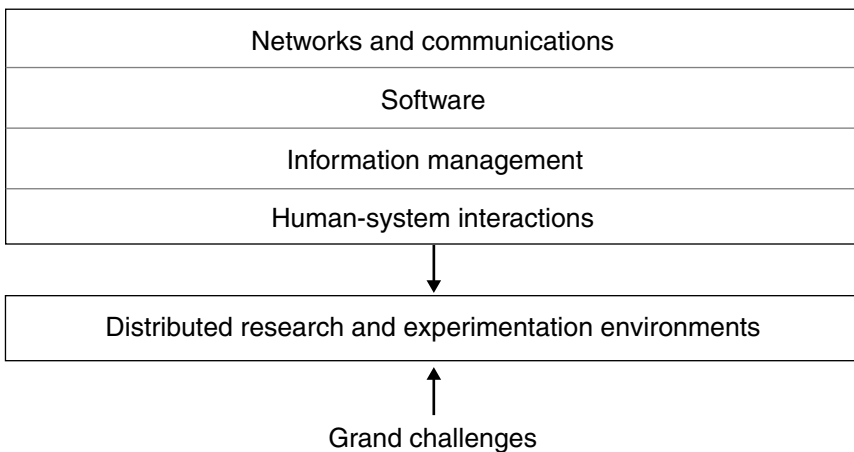 Networks and communications
Software
Information management
Human-system interactions
Distributed research and experimentation environments
Grand challenges